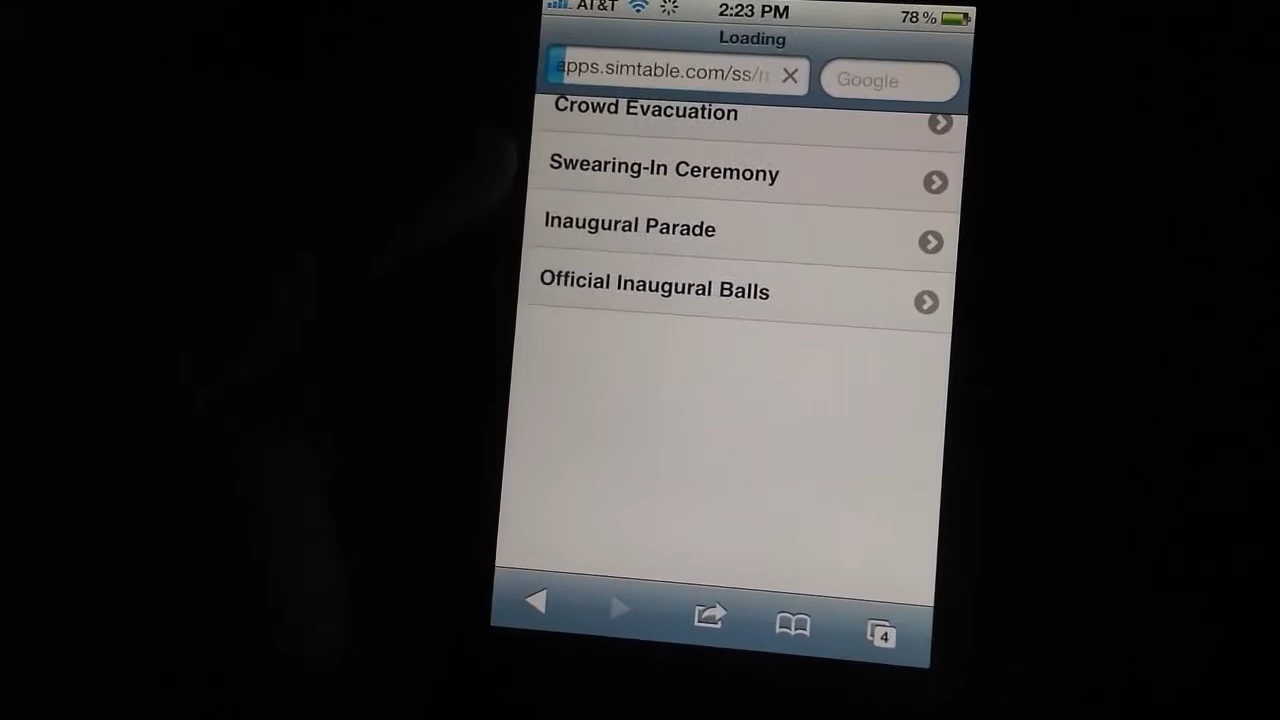 AT&T 2:23 PM 78%
Loading
apps.simtable.com/ss/ Google
Crowd Evacuation
Swearing-In Ceremony
Inaugural Parade
Official Inaugural Balls
4